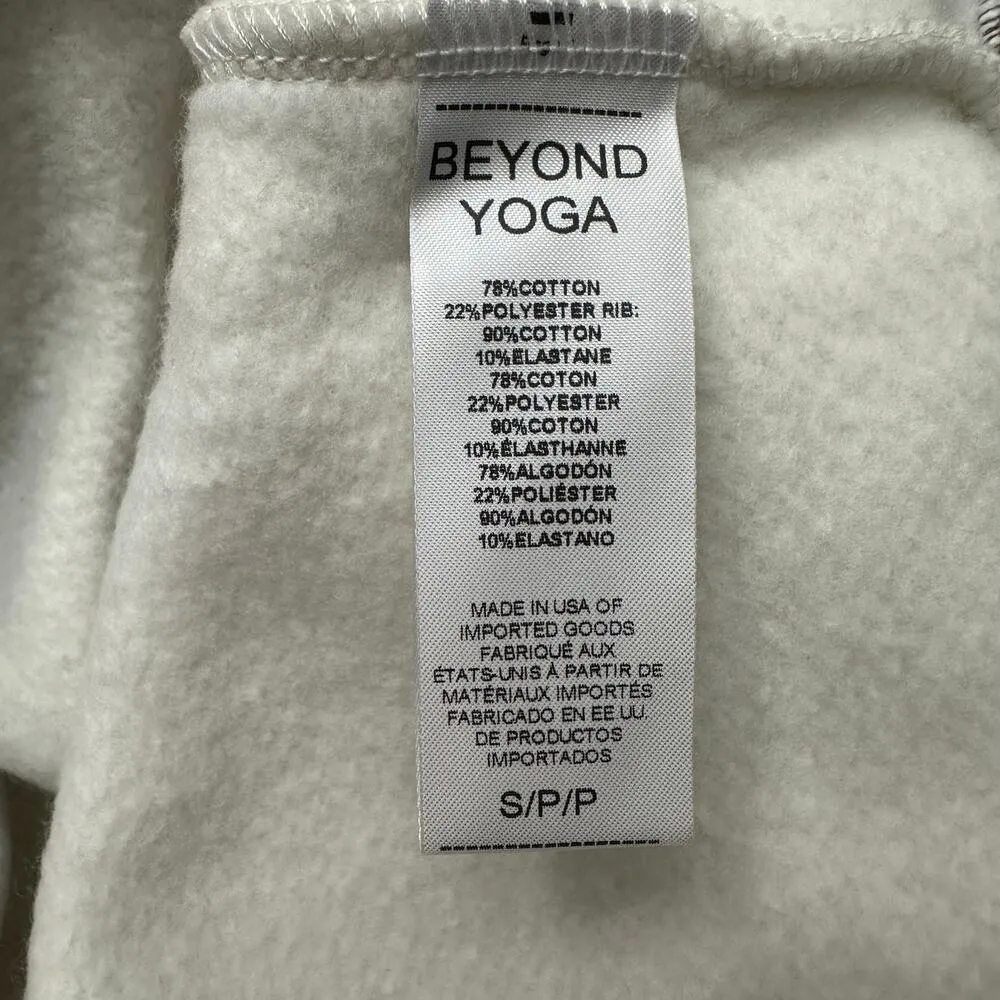 BEYOND
YOGA
78%COTTON
22%POLYESTER RIB:
90%COTTON
10%ELASTANE
78%COTON
22%POLYESTER
90%COTON
10%ÉLASTHANNE
78%ALGODÓN
22%POLIÉSTER
90%ALGODÓN
10%ELASTANO
MADE IN USA OF
IMPORTED GOODS
FABRIQUÉ AUX
ÉTATS-UNIS À PARTIR DE
MATÉRIAUX IMPORTÉS
FABRICADO EN EE.UU.
DE PRODUCTOS
IMPORTADOS
S/P/P